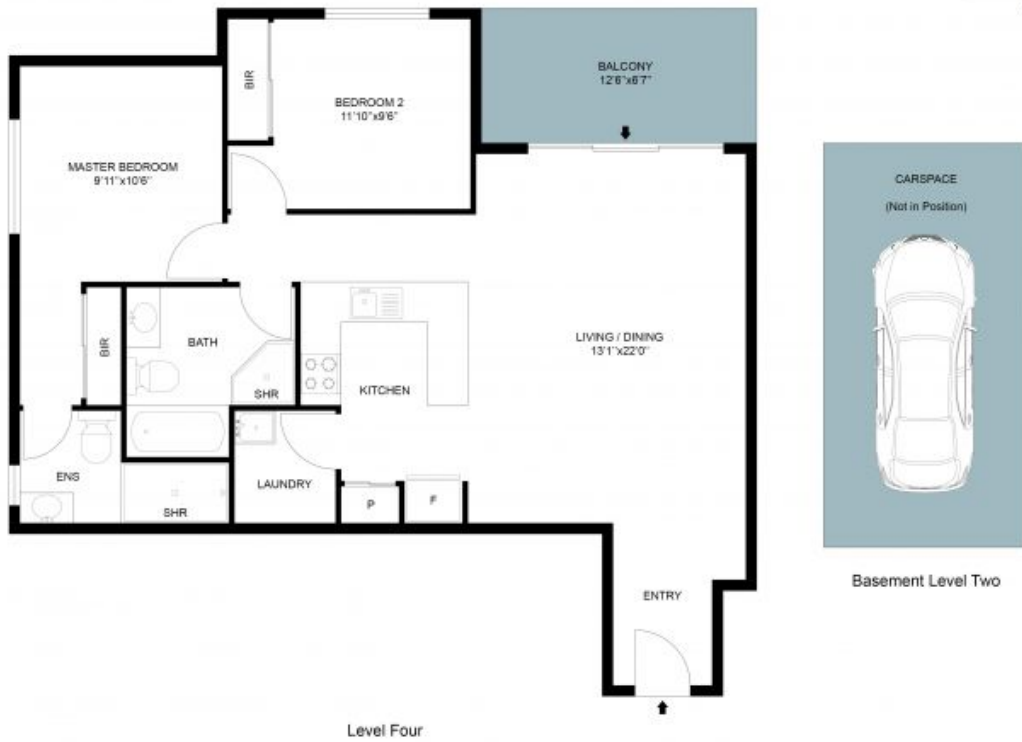 BALCONY
12'6"x6'7"
BIR
BEDROOM 2
11'10"x9'6"
MASTER BEDROOM
9'11"x10'6"
CARSPACE
(Not in Position)
BIR
BATH
SHR
KITCHEN
LIVING / DINING
13'1"x22'0"
ENS
SHR
LAUNDRY
P
F
ENTRY
Basement Level Two
Level Four